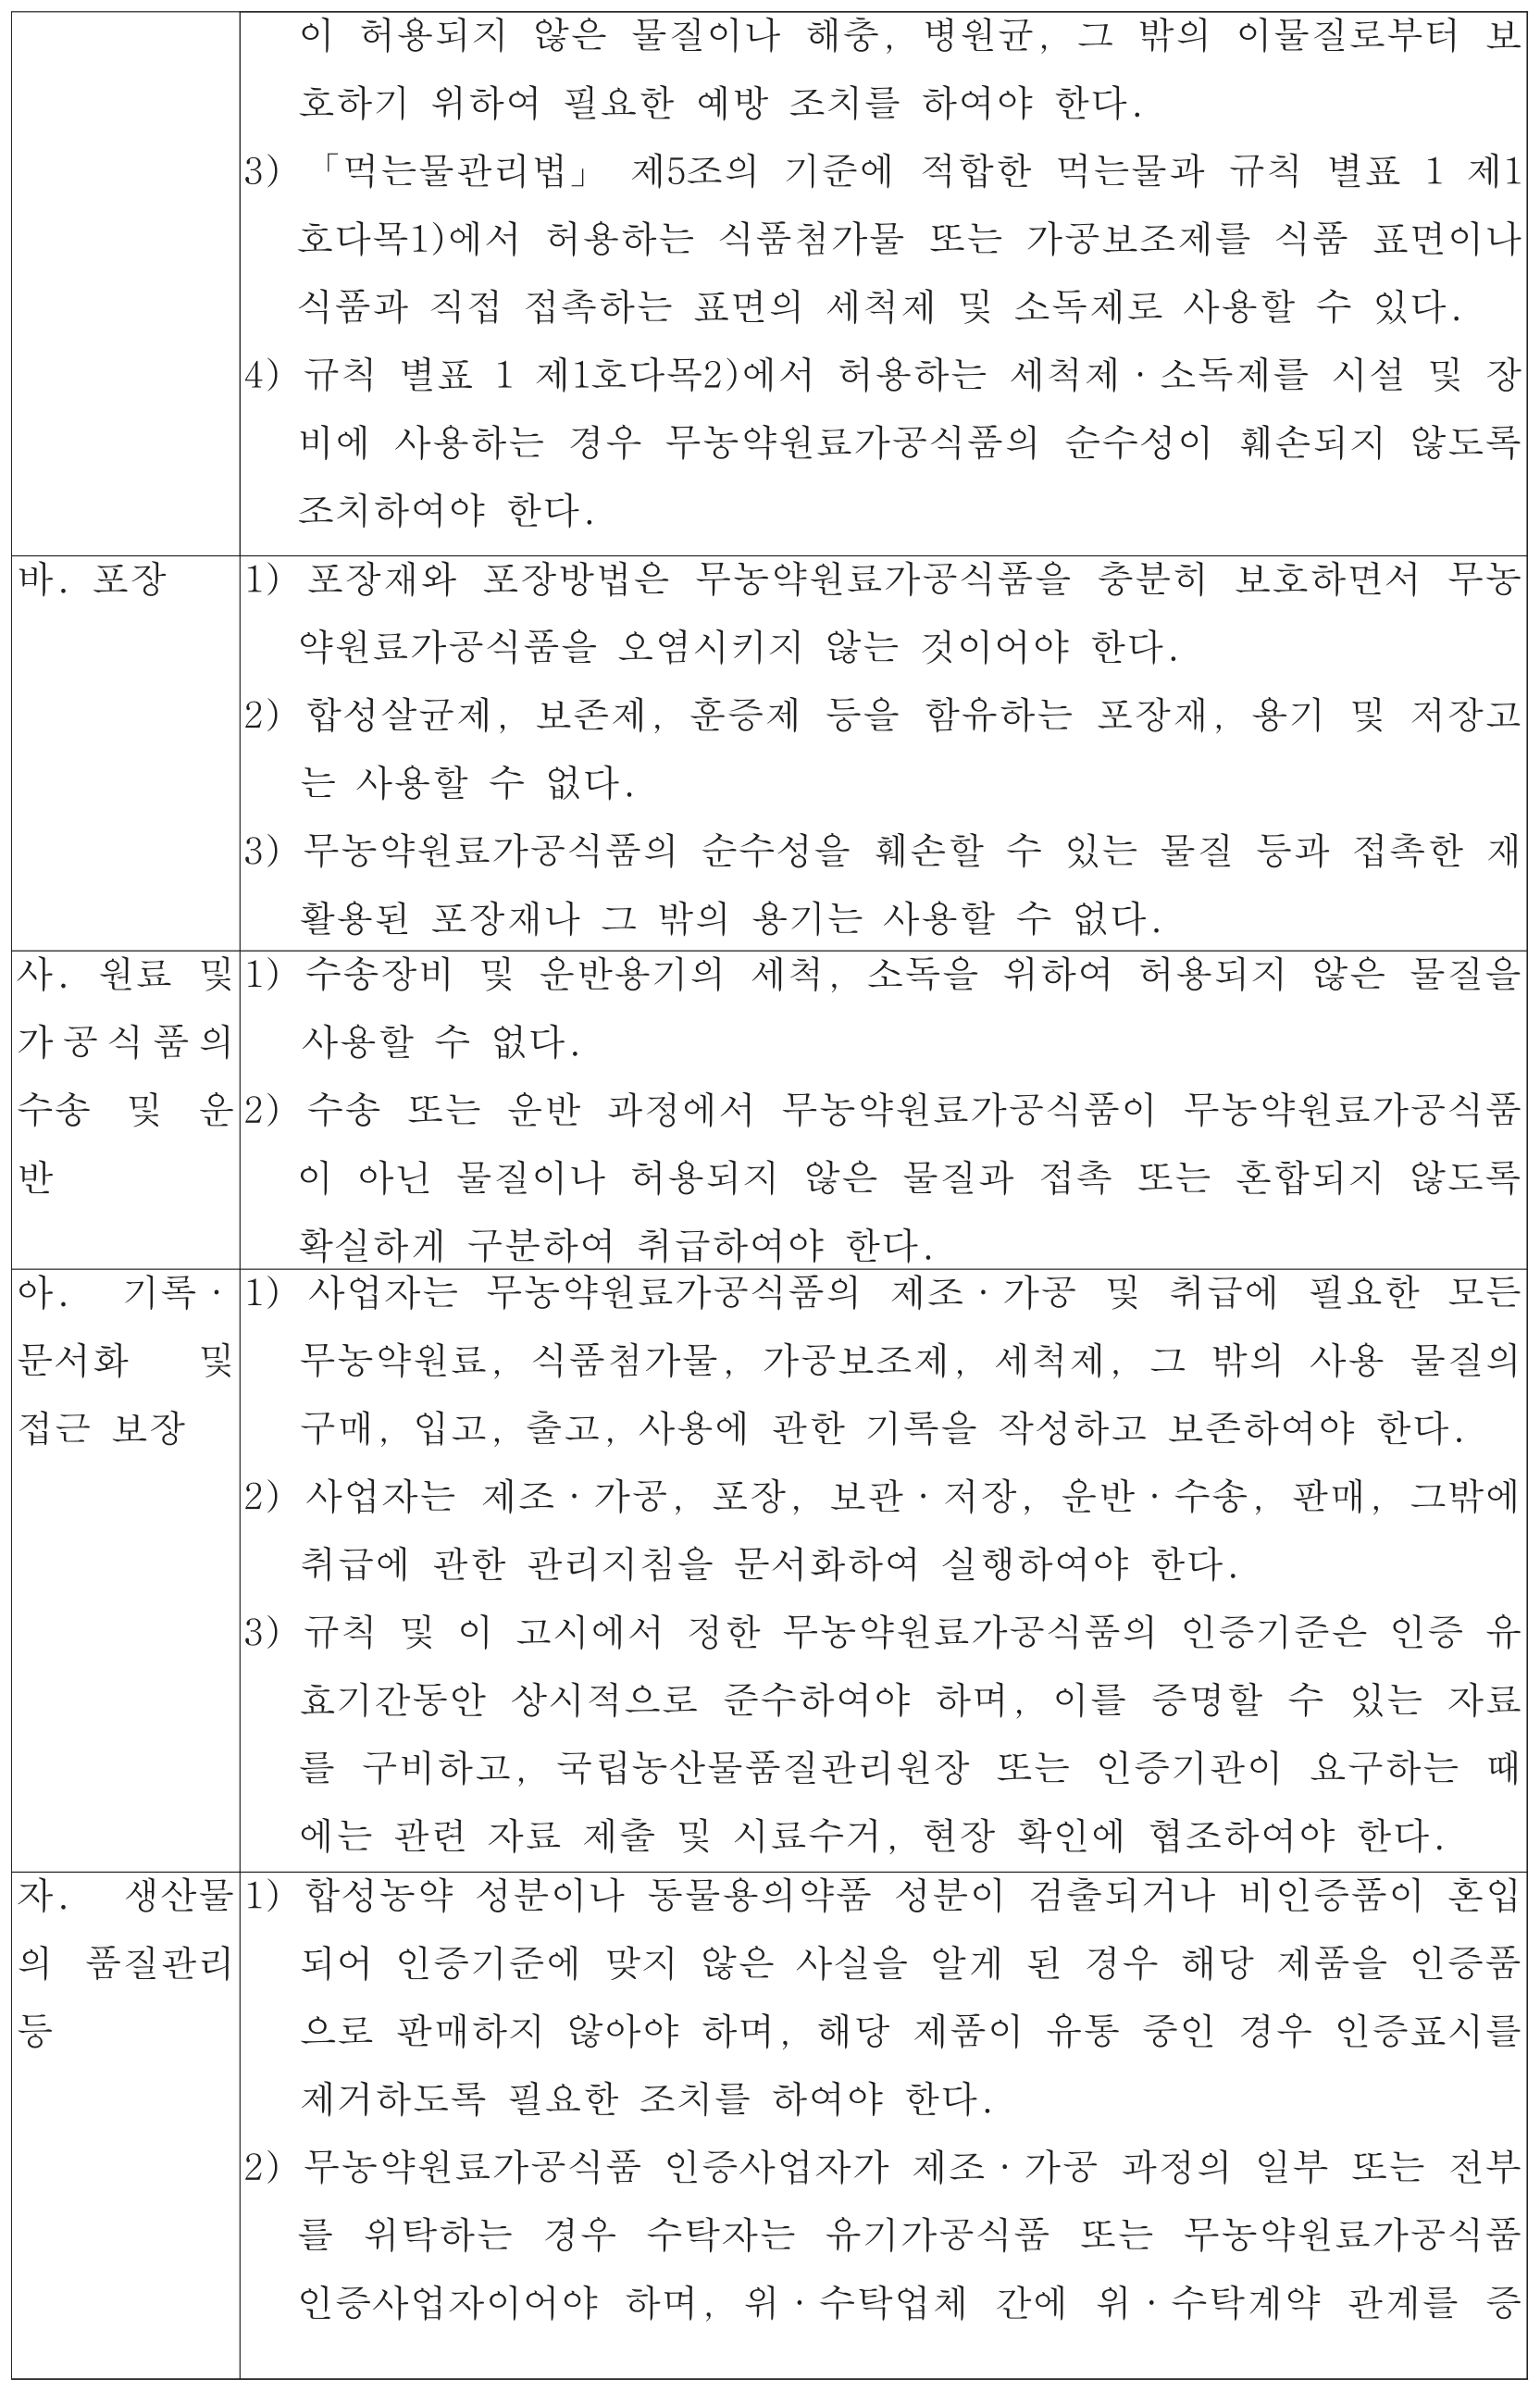 이 허용되지 않은 물질이나 해충, 병원균, 그 밖의 이물질로부터 보
호하기 위하여 필요한 예방 조치를 하여야 한다.
3) 「먹는물관리법」 제5조의 기준에 적합한 먹는물과 규칙 별표 1 제1
호다목1)에서 허용하는 식품첨가물 또는 가공보조제를 식품 표면이나
식품과 직접 접촉하는 표면의 세척제 및 소독제로 사용할 수 있다.
4) 규칙 별표 1 제1호다목2)에서 허용하는 세척제·소독제를 시설 및 장
비에 사용하는 경우 무농약원료가공식품의 순수성이 훼손되지 않도록
조치하여야 한다.
바. 포장
1) 포장재와 포장방법은 무농약원료가공식품을 충분히 보호하면서 무농
약원료가공식품을 오염시키지 않는 것이어야 한다.
2) 합성살균제, 보존제, 훈증제 등을 함유하는 포장재, 용기 및 저장고
는 사용할 수 없다.
3) 무농약원료가공식품의 순수성을 훼손할 수 있는 물질 등과 접촉한 재
활용된 포장재나 그 밖의 용기는 사용할 수 없다.
사. 원료 및
가공식품의
수송 및 운
반
1) 수송장비 및 운반용기의 세척, 소독을 위하여 허용되지 않은 물질을
사용할 수 없다.
2) 수송 또는 운반 과정에서 무농약원료가공식품이 무농약원료가공식품
이 아닌 물질이나 허용되지 않은 물질과 접촉 또는 혼합되지 않도록
확실하게 구분하여 취급하여야 한다.
아. 기록·
문서화 및
접근 보장
1) 사업자는 무농약원료가공식품의 제조·가공 및 취급에 필요한 모든
무농약원료, 식품첨가물, 가공보조제, 세척제, 그 밖의 사용 물질의
구매, 입고, 출고, 사용에 관한 기록을 작성하고 보존하여야 한다.
2) 사업자는 제조·가공, 포장, 보관·저장, 운반·수송, 판매, 그밖에
취급에 관한 관리지침을 문서화하여 실행하여야 한다.
3) 규칙 및 이 고시에서 정한 무농약원료가공식품의 인증기준은 인증 유
효기간동안 상시적으로 준수하여야 하며, 이를 증명할 수 있는 자료
를 구비하고, 국립농산물품질관리원장 또는 인증기관이 요구하는 때
에는 관련 자료 제출 및 시료수거, 현장 확인에 협조하여야 한다.
자. 생산물
의 품질관리
등
1) 합성농약 성분이나 동물용의약품 성분이 검출되거나 비인증품이 혼입
되어 인증기준에 맞지 않은 사실을 알게 된 경우 해당 제품을 인증품
으로 판매하지 않아야 하며, 해당 제품이 유통 중인 경우 인증표시를
제거하도록 필요한 조치를 하여야 한다.
2) 무농약원료가공식품 인증사업자가 제조·가공 과정의 일부 또는 전부
를 위탁하는 경우 수탁자는 유기가공식품 또는 무농약원료가공식품
인증사업자이어야 하며, 위·수탁업체 간에 위·수탁계약 관계를 증